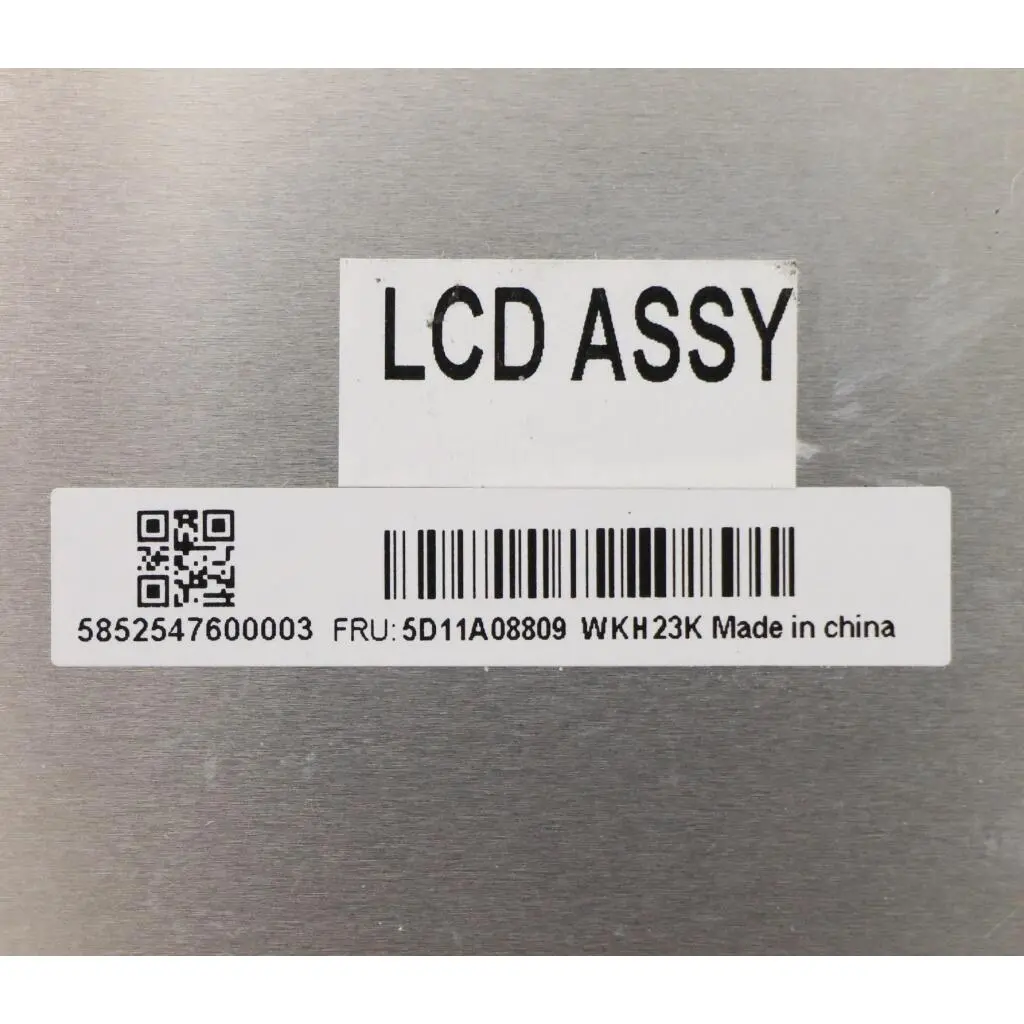 LCD ASSY
5852547600003 FRU: 5D11A08809 WKH23K Made in china